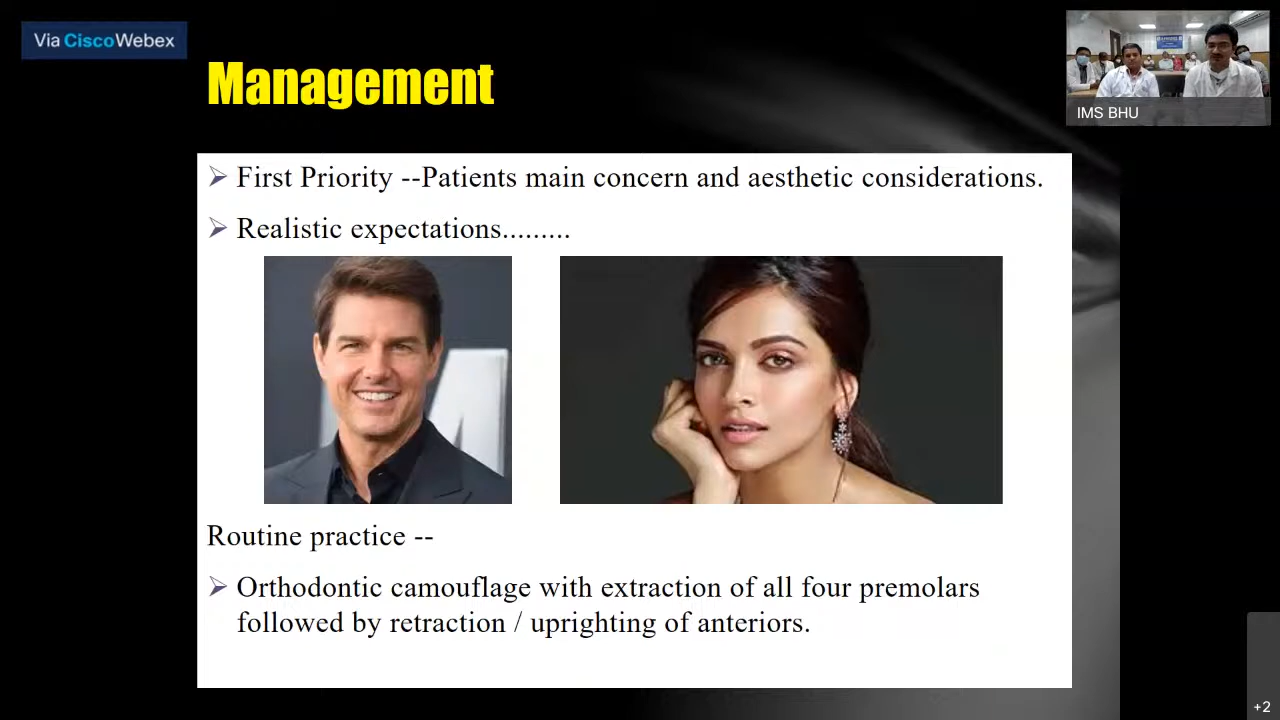 Via CiscoWebex
Management
IMS BHU
➢ First Priority --Patients main concern and aesthetic considerations.
➢ Realistic expectations.........
Routine practice --
➢ Orthodontic camouflage with extraction of all four premolars
followed by retraction / uprighting of anteriors.
+2